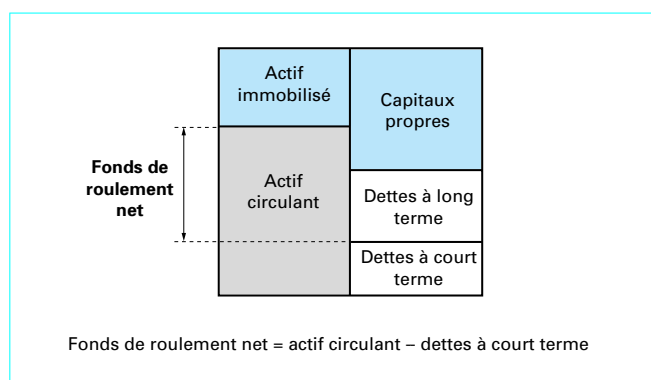 Actif
immobilisé
Capitaux
propres
Fonds de
roulement
net
Actif
circulant
Dettes à long
terme
Dettes à court
terme
Fonds de roulement net = actif circulant – dettes à court terme